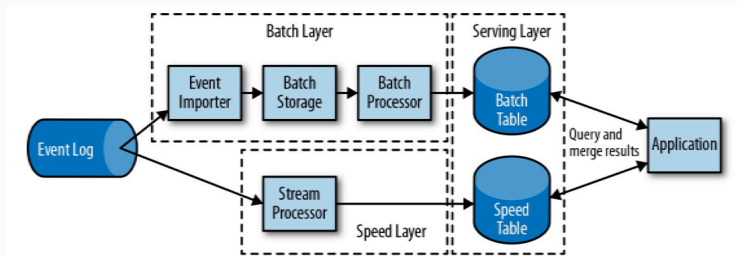 Batch Layer
Serving Layer
Event
Importer
Batch
Storage
Batch
Processor
Batch
Table
Event Log
Query and
merge results
Application
Stream
Processor
Speed
Table
Speed Layer